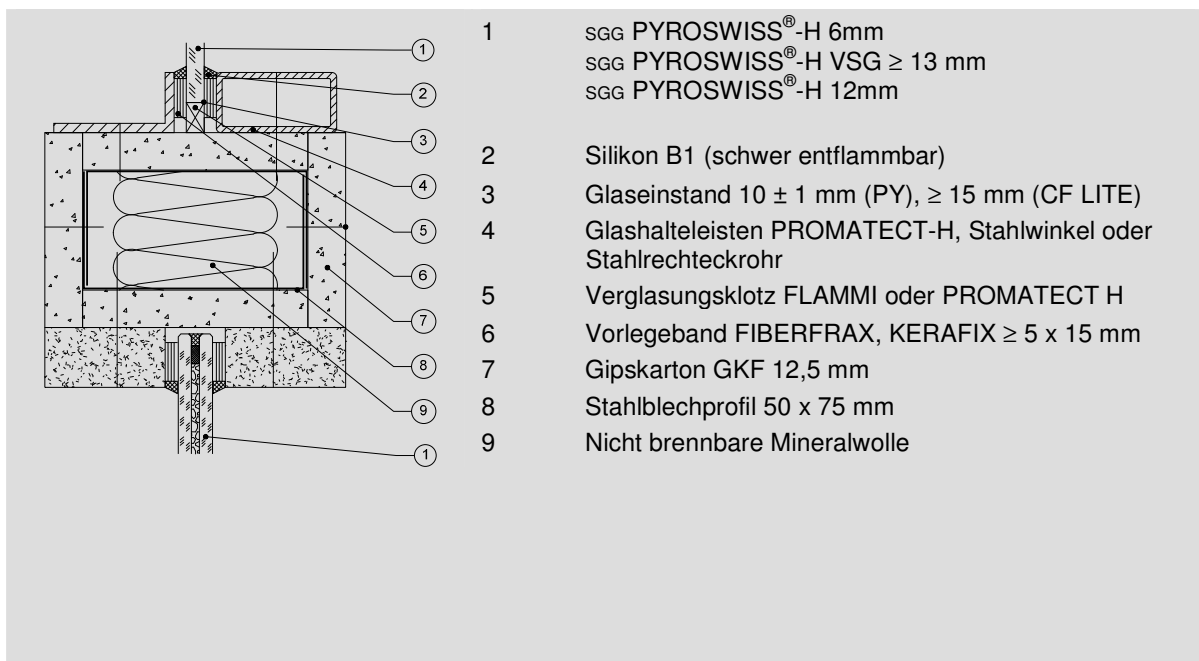 1 SGG PYROSWISS®-H 6mm
SGG PYROSWISS®-H VSG ≥ 13 mm
SGG PYROSWISS®-H 12mm
2 Silikon B1 (schwer entflammbar)
3 Glaseinstand 10 ± 1 mm (PY), ≥ 15 mm (CF LITE)
4 Glashalteleisten PROMATECT-H, Stahlwinkel oder
Stahlrechteckrohr
5 Verglasungsklotz FLAMMI oder PROMATECT H
6 Vorlegeband FIBERFRAX, KERAFIX ≥ 5 x 15 mm
7 Gipskarton GKF 12,5 mm
8 Stahlblechprofil 50 x 75 mm
9 Nicht brennbare Mineralwolle
1
2
3
4
5
6
7
8
9
1